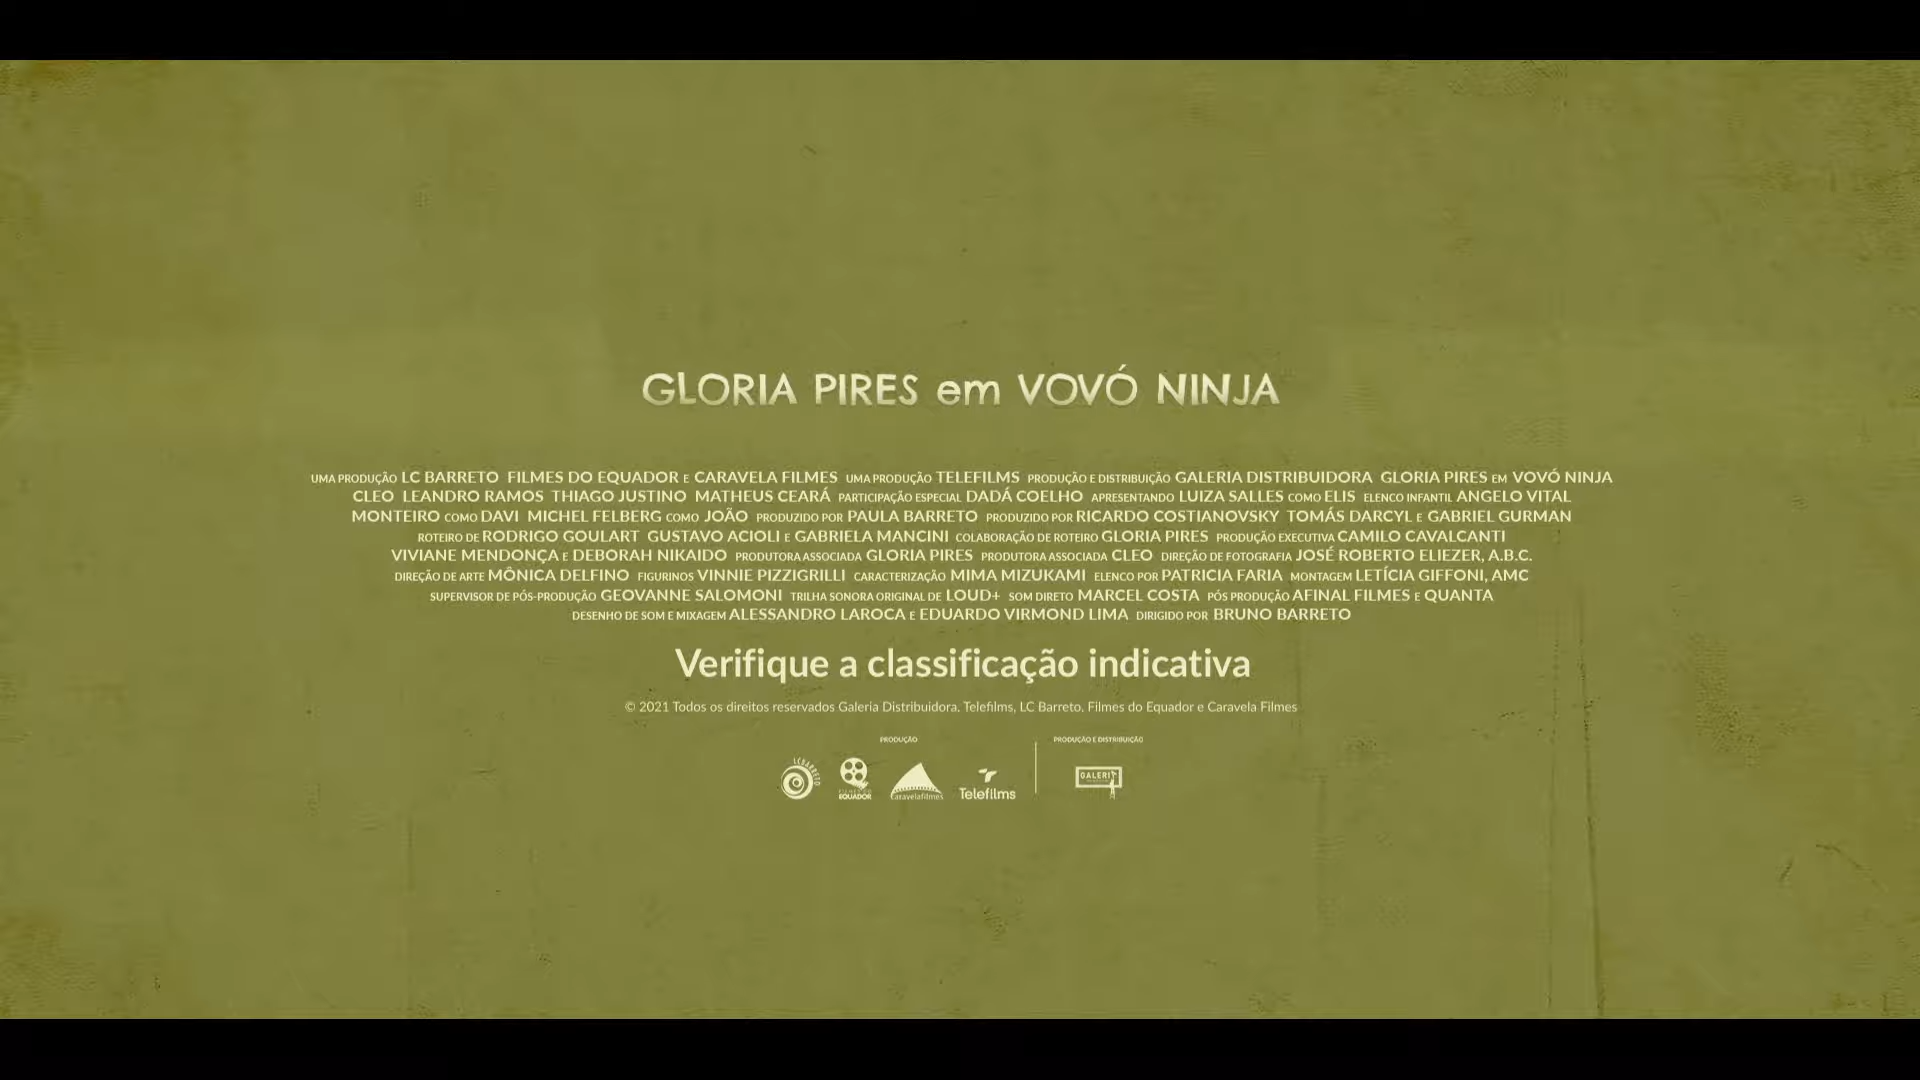 GLORIA PIRES em VOVÓ NINJA
UMA PRODUÇÃO LC BARRETO FILMES DO EQUADOR E CARAVELA FILMES UMA PRODUÇÃO TELEFILMS PRODUÇÃO E DISTRIBUIÇÃO GALERIA DISTRIBUIDORA GLORIA PIRES EM VOVÓ NINJA
CLEO LEANDRO RAMOS THIAGO JUSTINO MATHEUS CEARÁ PARTICIPAÇÃO ESPECIAL DADÁ COELHO APRESENTANDO LUIZA SALLES COMO ELIS ELENCO INFANTIL ANGELO VITAL
MONTEIRO COMO DAVI MICHEL FELBERG COMO JOÃO PRODUZIDO POR PAULA BARRETO PRODUZIDO POR RICARDO COSTIANOVSKY TOMÁS DARCYL E GABRIEL GURMAN
ROTEIRO DE RODRIGO GOULART GUSTAVO ACIOLI E GABRIELA MANCINI COLABORAÇÃO DE ROTEIRO GLORIA PIRES PRODUÇÃO EXECUTIVA CAMILO CAVALCANTI
VIVIANE MENDONÇA E DEBORAH NIKAIDO PRODUTORA ASSOCIADA GLORIA PIRES PRODUTORA ASSOCIADA CLEO DIREÇÃO DE FOTOGRAFIA JOSÉ ROBERTO ELIEZER, A.B.C.
DIREÇÃO DE ARTE MÔNICA DELFINO FIGURINOS VINNIE PIZZIGRILLI CARACTERIZAÇÃO MIMA MIZUKAMI ELENCO POR PATRICIA FARIA MONTAGEM LETÍCIA GIFFONI, AMC
SUPERVISOR DE PÓS-PRODUÇÃO GEOVANNE SALOMONI TRILHA SONORA ORIGINAL DE LOUD+ SOM DIRETO MARCEL COSTA PÓS PRODUÇÃO AFINAL FILMES E QUANTA
DESENHO DE SOM E MIXAGEM ALESSANDRO LAROCA E EDUARDO VIRMOND LIMA DIRIGIDO POR BRUNO BARRETO
Verifique a classificação indicativa
© 2021 Todos os direitos reservados Galeria Distribuidora, Telefilms, LC Barreto, Filmes do Equador e Caravela Filmes
PRODUÇÃO PRODUÇÃO E DISTRIBUIÇÃO
LCBARRETO EQUADOR Caravelafilmes Telefilms GALERIA